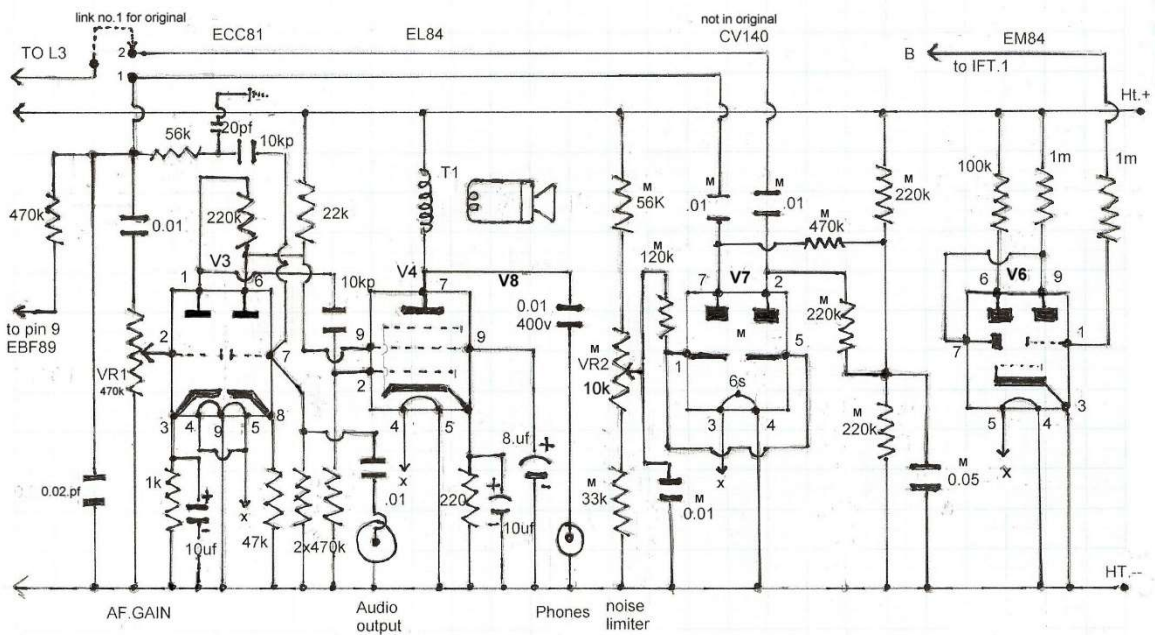 link no.1 for original
ECC81
EL84
not in original
CV140
EM84
TO L3
2
1
B
to IFT.1
Ht.+
20pf
56k
10kp
T1
M
56K
M
.01
M
.01
M
220k
100k
1m
1m
470k
0.01
220k
22k
M
470k
M
120k
V3
1
6
10kp
V4
7
V8
0.01
400v
7
V7
2
M
220k
6
V6
9
to pin 9
EBF89
2
7
9
9
2
M
VR2
10k
M
1
5
7
1
VR1
470k
6s
3
4
9
5
8
4
5
3
4
M
220k
5
4
3
x
x
x
x
8.uf
+
-
M
0.05
0.02.pf
1k
+
-
10uf
47k
2x470k
.01
220
+
-
10uf
M
33k
M
0.01
HT.--
AF.GAIN
Audio
output
Phones
noise
limiter